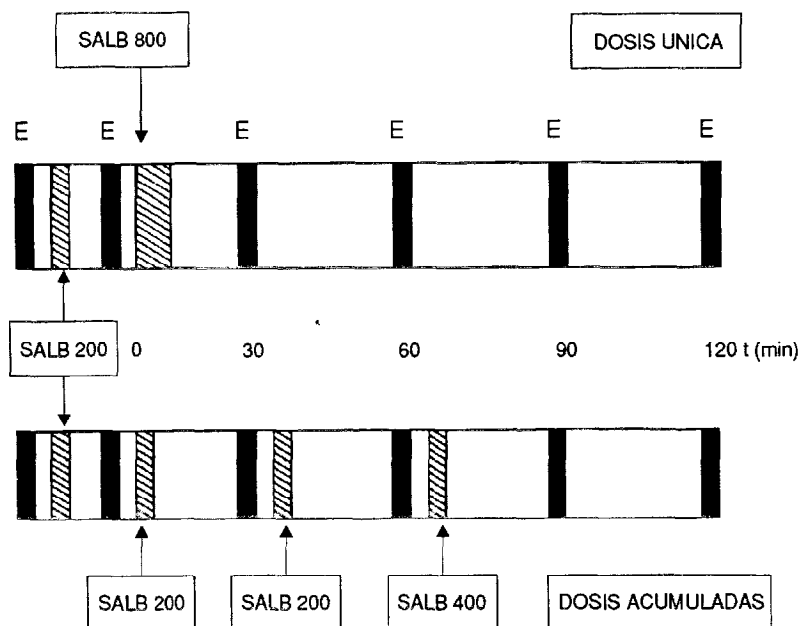 SALB 800
DOSIS UNICA
E E E E E E
SALB 200 0 30 60 90 120 t (min)
SALB 200 SALB 200 SALB 400 DOSIS ACUMULADAS